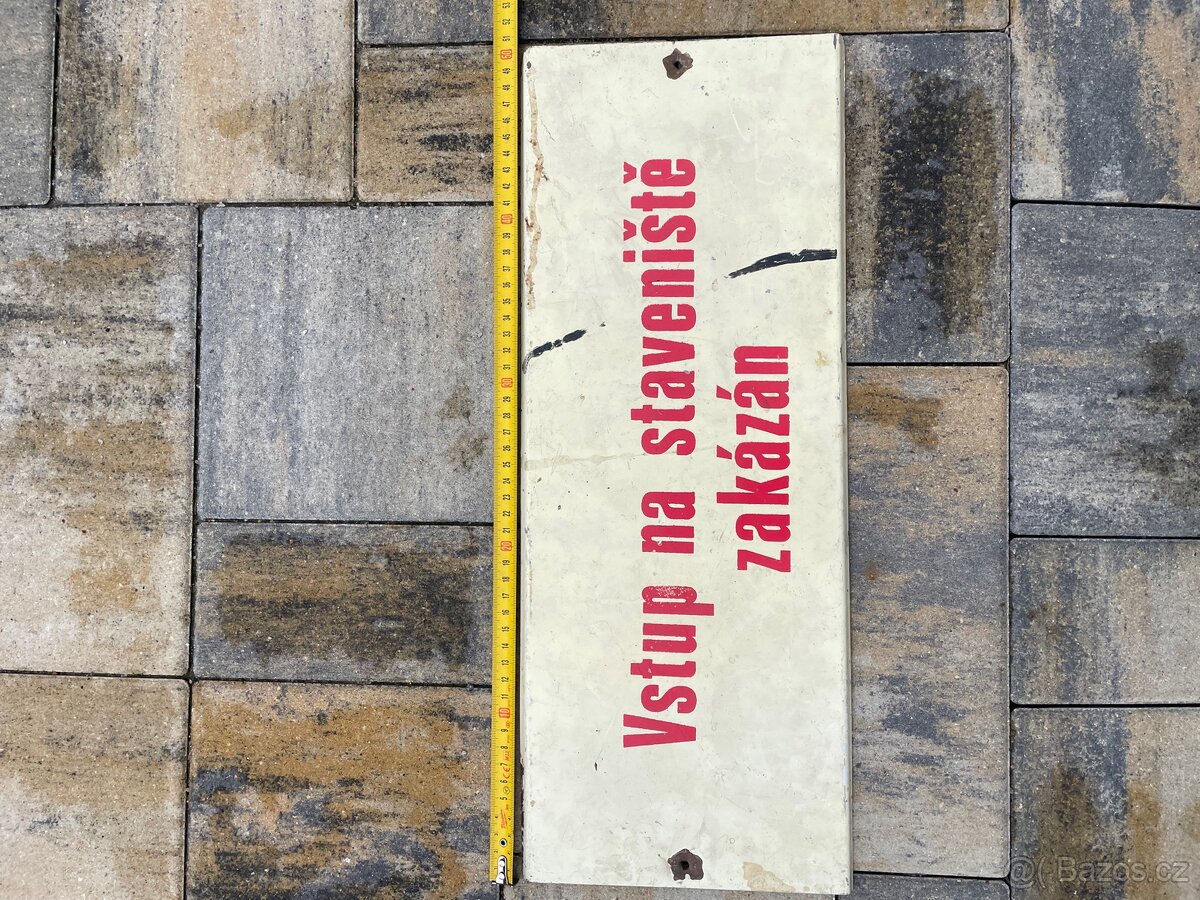 Vstup na staveniště
zakázán
Bazos.cz